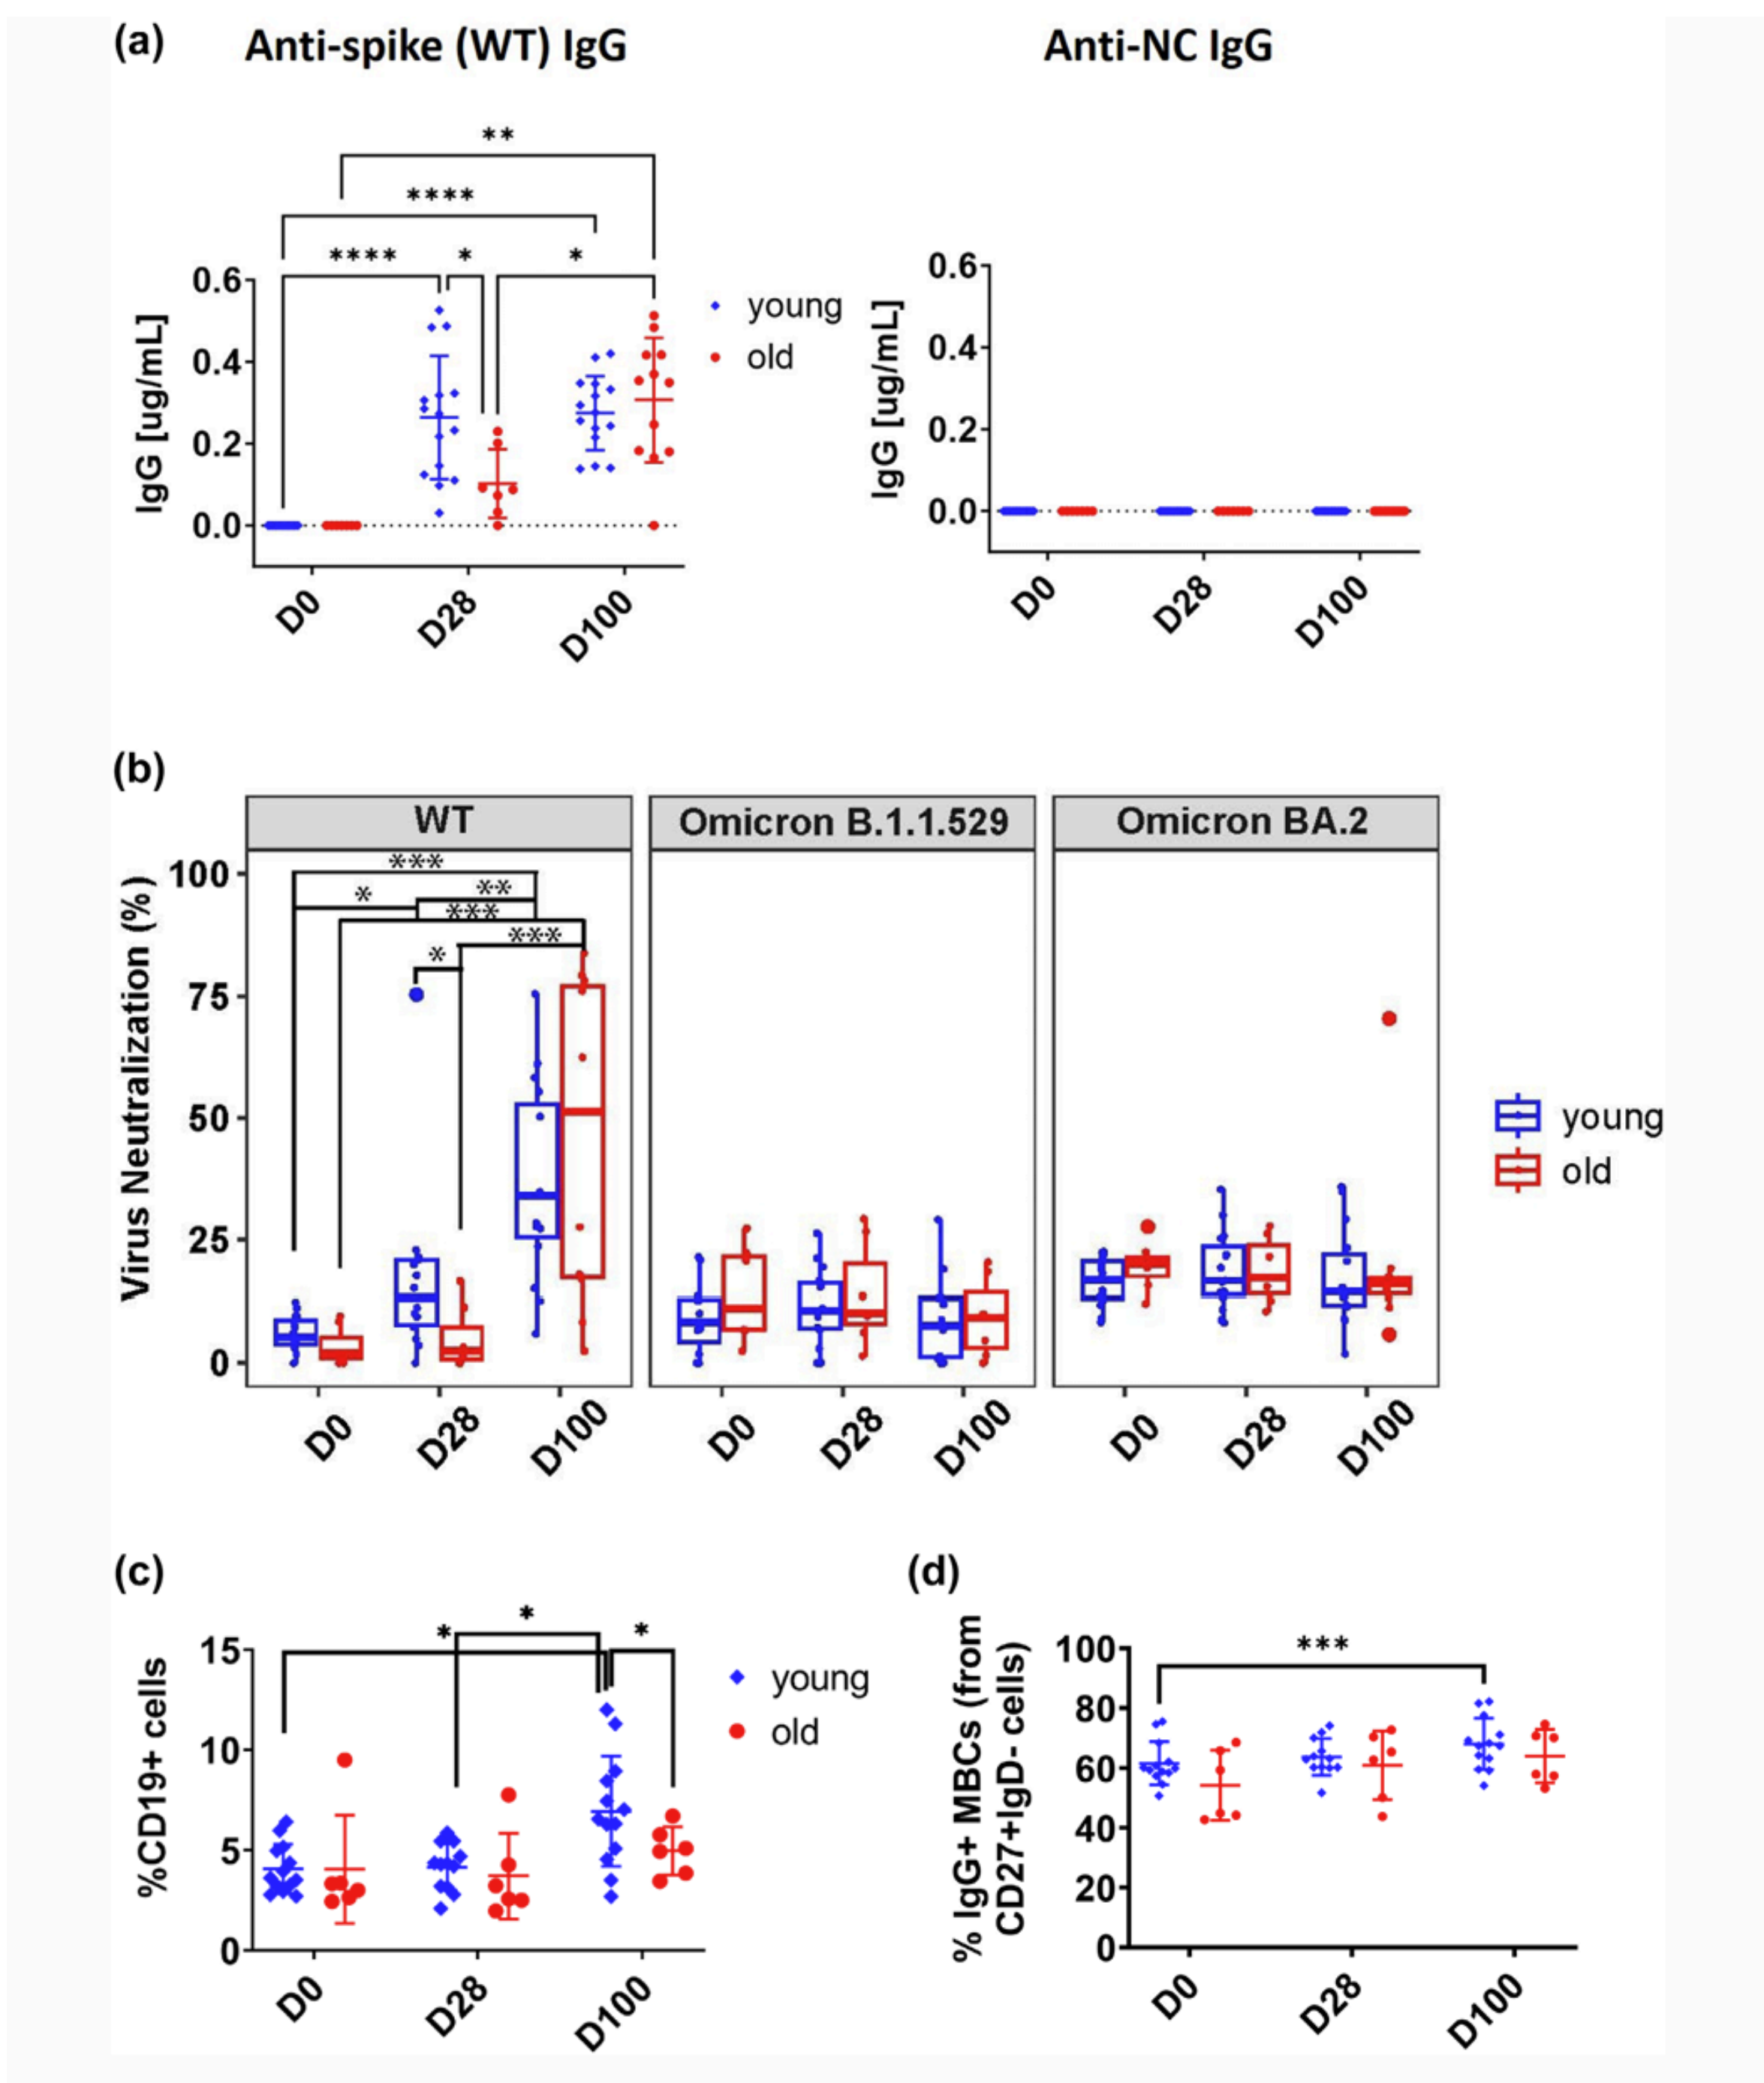 (a) Anti-spike (WT) IgG Anti-NC IgG
**
****
**** * *
IgG [ug/mL]
0.6
0.4
0.2
0.0
D0 D28 D100
young
old
IgG [ug/mL]
0.6
0.4
0.2
0.0
D0 D28 D100
(b)
WT Omicron B.1.1.529 Omicron BA.2
Virus Neutralization (%)
100
75
50
25
0
***
* **
***
***
*
D0 D28 D100 D0 D28 D100 D0 D28 D100
young
old
(c)
%CD19+ cells
15
10
5
0
* * *
D0 D28 D100
young
old
(d)
% IgG+ MBCs (from
CD27+IgD- cells)
100
80
60
40
20
0
***
D0 D28 D100